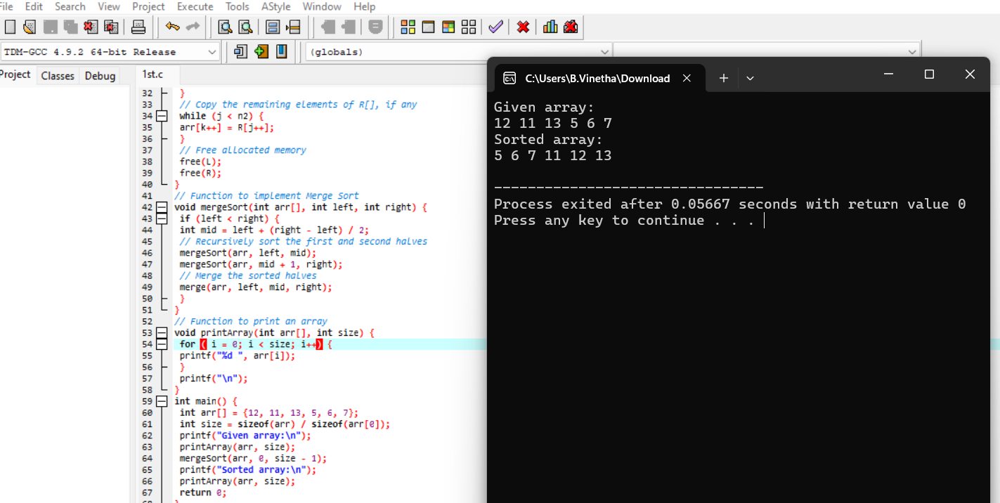 File Edit Search View Project Execute Tools AStyle Window Help
TDM-GCC 4.9.2 64-bit Release
(globals)
Project Classes Debug
1st.c
32 }
33 // Copy the remaining elements of R[], if any
34 while (j < n2) {
35 arr[k++] = R[j++];
36 }
37 // Free allocated memory
38 free(L);
39 free(R);
40 }
41 // Function to implement Merge Sort
42 void mergeSort(int arr[], int left, int right) {
43 if (left < right) {
44 int mid = left + (right - left) / 2;
45 // Recursively sort the first and second halves
46 mergeSort(arr, left, mid);
47 mergeSort(arr, mid + 1, right);
48 // Merge the sorted halves
49 merge(arr, left, mid, right);
50 }
51 }
52 // Function to print an array
53 void printArray(int arr[], int size) {
54 for ( i = 0; i < size; i++) {
55 printf("%d ", arr[i]);
56 }
57 printf("\n");
58 }
59 int main() {
60 int arr[] = {12, 11, 13, 5, 6, 7};
61 int size = sizeof(arr) / sizeof(arr[0]);
62 printf("Given array:\n");
63 printArray(arr, size);
64 mergeSort(arr, 0, size - 1);
65 printf("Sorted array:\n");
66 printArray(arr, size);
67 return 0;
68 }
C:\Users\B.Vinetha\Download
Given array:
12 11 13 5 6 7
Sorted array:
5 6 7 11 12 13
--------------------------------
Process exited after 0.05667 seconds with return value 0
Press any key to continue . . .